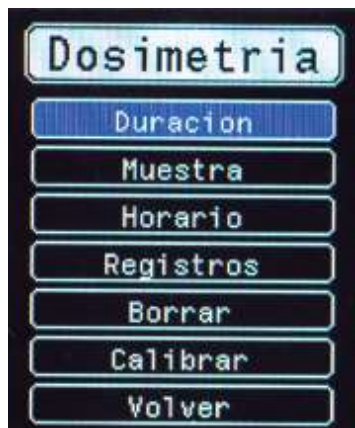 Dosimetria
Duracion
Muestra
Horario
Registros
Borrar
Calibrar
Volver